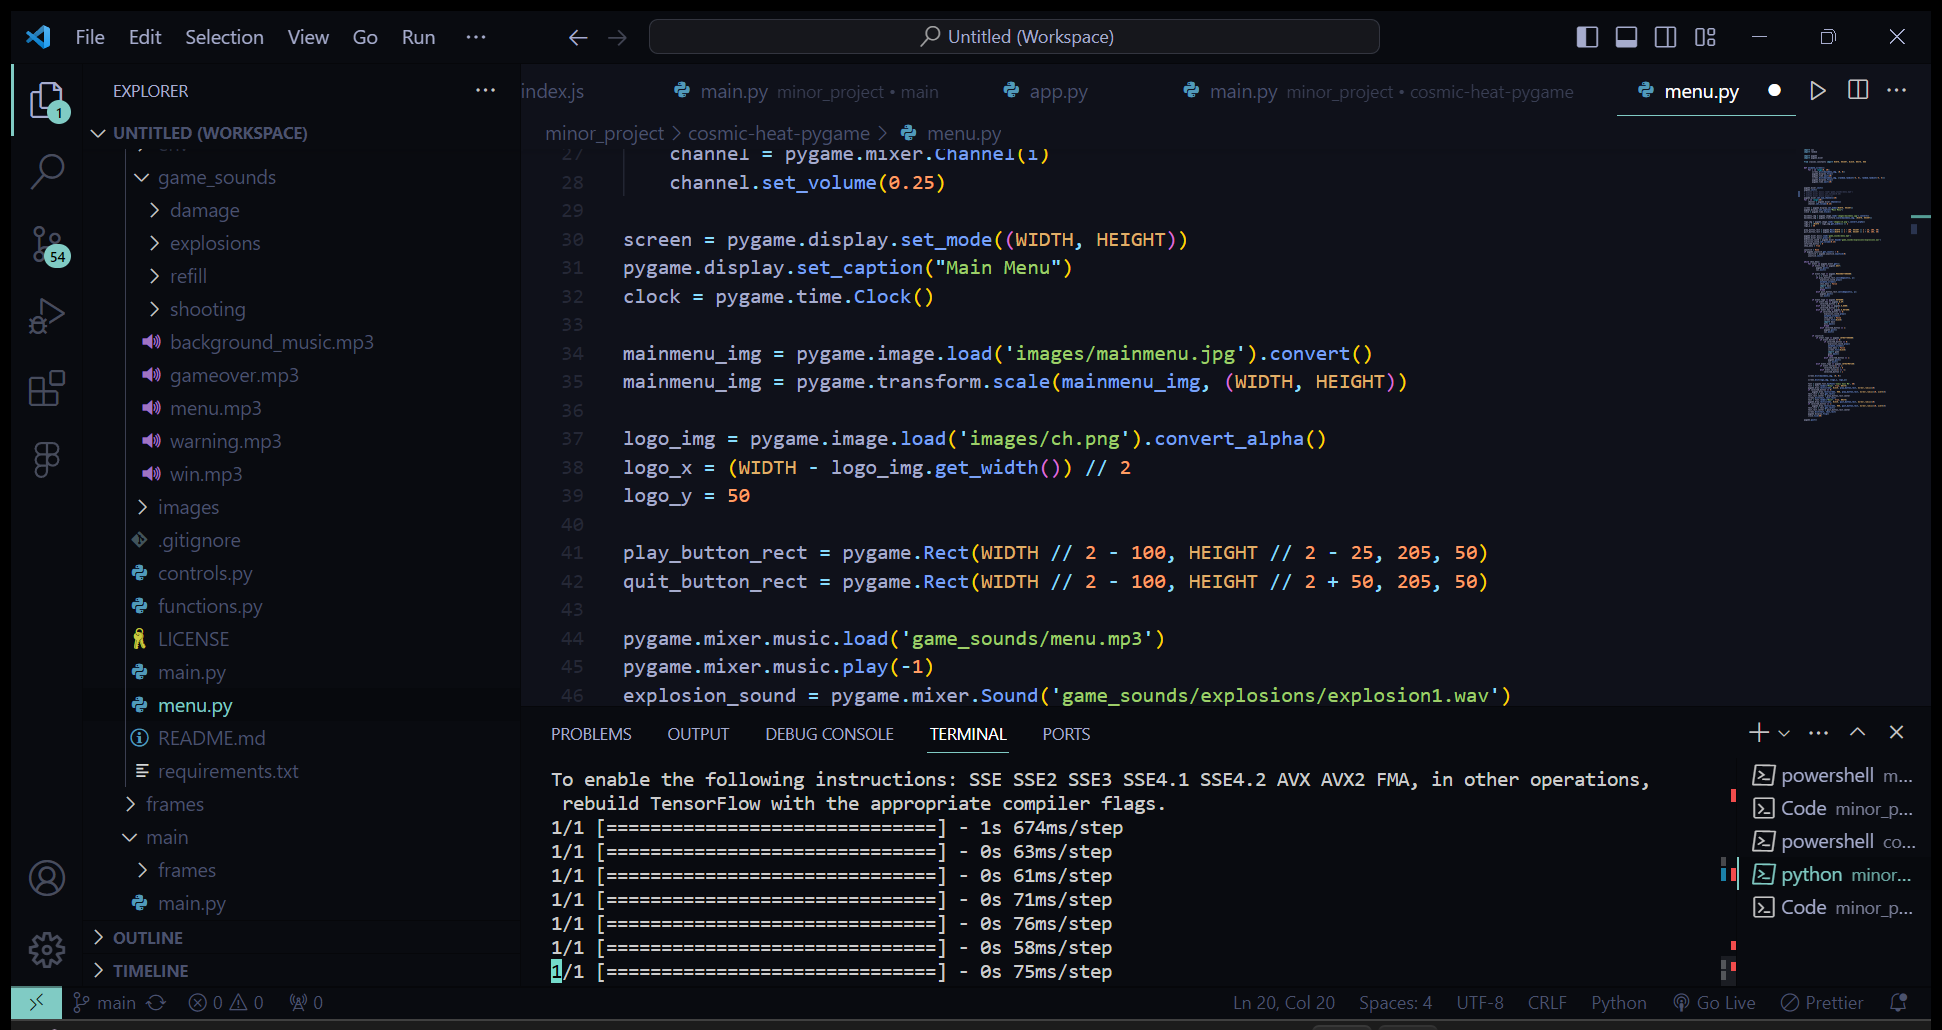 File Edit Selection View Go Run ···
Untitled (Workspace)
EXPLORER
1
54
UNTITLED (WORKSPACE)
game_sounds
damage
explosions
refill
shooting
background_music.mp3
gameover.mp3
menu.mp3
warning.mp3
win.mp3
images
.gitignore
controls.py
functions.py
LICENSE
main.py
menu.py
README.md
requirements.txt
frames
main
frames
main.py
OUTLINE
TIMELINE
index.js
main.py minor_project • main
app.py
main.py minor_project • cosmic-heat-pygame
menu.py
minor_project > cosmic-heat-pygame > menu.py
27 channel = pygame.mixer.Channel(i)
28 channel.set_volume(0.25)
29
30 screen = pygame.display.set_mode((WIDTH, HEIGHT))
31 pygame.display.set_caption("Main Menu")
32 clock = pygame.time.Clock()
33
34 mainmenu_img = pygame.image.load('images/mainmenu.jpg').convert()
35 mainmenu_img = pygame.transform.scale(mainmenu_img, (WIDTH, HEIGHT))
36
37 logo_img = pygame.image.load('images/ch.png').convert_alpha()
38 logo_x = (WIDTH - logo_img.get_width()) // 2
39 logo_y = 50
40
41 play_button_rect = pygame.Rect(WIDTH // 2 - 100, HEIGHT // 2 - 25, 205, 50)
42 quit_button_rect = pygame.Rect(WIDTH // 2 - 100, HEIGHT // 2 + 50, 205, 50)
43
44 pygame.mixer.music.load('game_sounds/menu.mp3')
45 pygame.mixer.music.play(-1)
46 explosion_sound = pygame.mixer.Sound('game_sounds/explosions/explosion1.wav')
PROBLEMS OUTPUT DEBUG CONSOLE TERMINAL PORTS
To enable the following instructions: SSE SSE2 SSE3 SSE4.1 SSE4.2 AVX AVX2 FMA, in other operations,
rebuild TensorFlow with the appropriate compiler flags.
1/1 [==============================] - 1s 674ms/step
1/1 [==============================] - 0s 63ms/step
1/1 [==============================] - 0s 61ms/step
1/1 [==============================] - 0s 71ms/step
1/1 [==============================] - 0s 76ms/step
1/1 [==============================] - 0s 58ms/step
1/1 [==============================] - 0s 75ms/step
powershell m...
Code minor_p...
powershell co...
python minor...
Code minor_p...
main 0 0 0
Ln 20, Col 20 Spaces: 4 UTF-8 CRLF Python Go Live Prettier